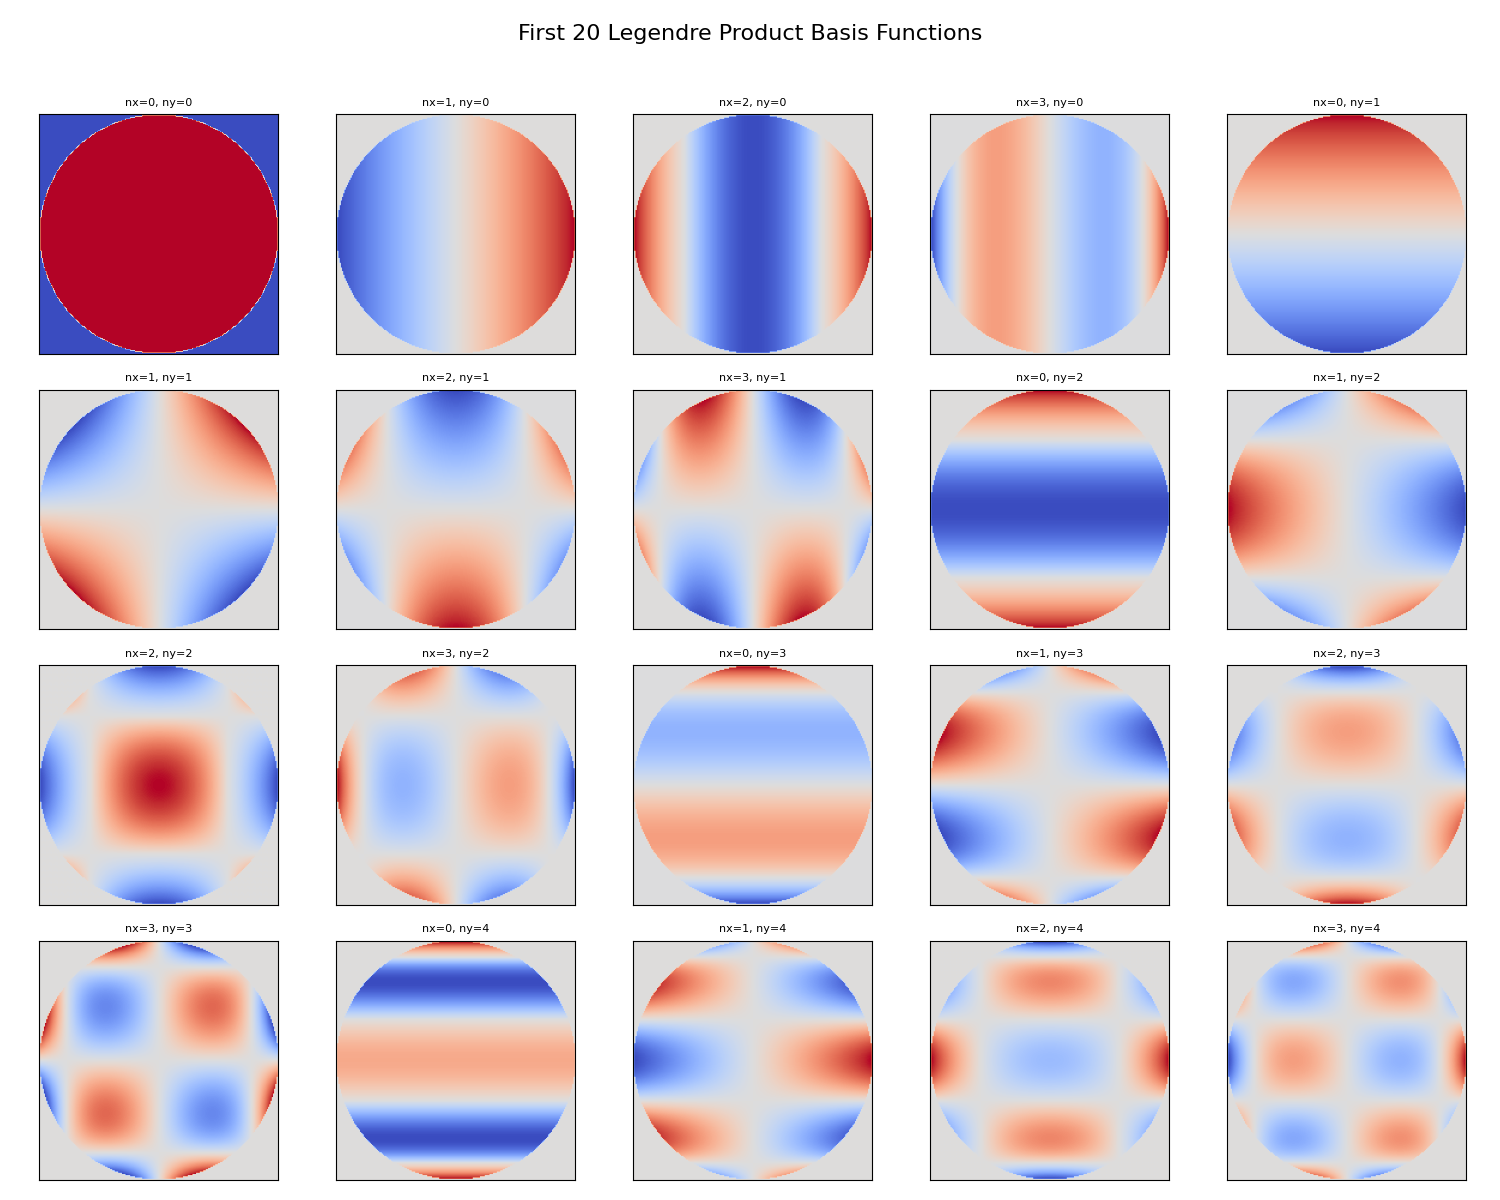 First 20 Legendre Product Basis Functions
nx=0, ny=0
nx=1, ny=0
nx=2, ny=0
nx=3, ny=0
nx=0, ny=1
nx=1, ny=1
nx=2, ny=1
nx=3, ny=1
nx=0, ny=2
nx=1, ny=2
nx=2, ny=2
nx=3, ny=2
nx=0, ny=3
nx=1, ny=3
nx=2, ny=3
nx=3, ny=3
nx=0, ny=4
nx=1, ny=4
nx=2, ny=4
nx=3, ny=4